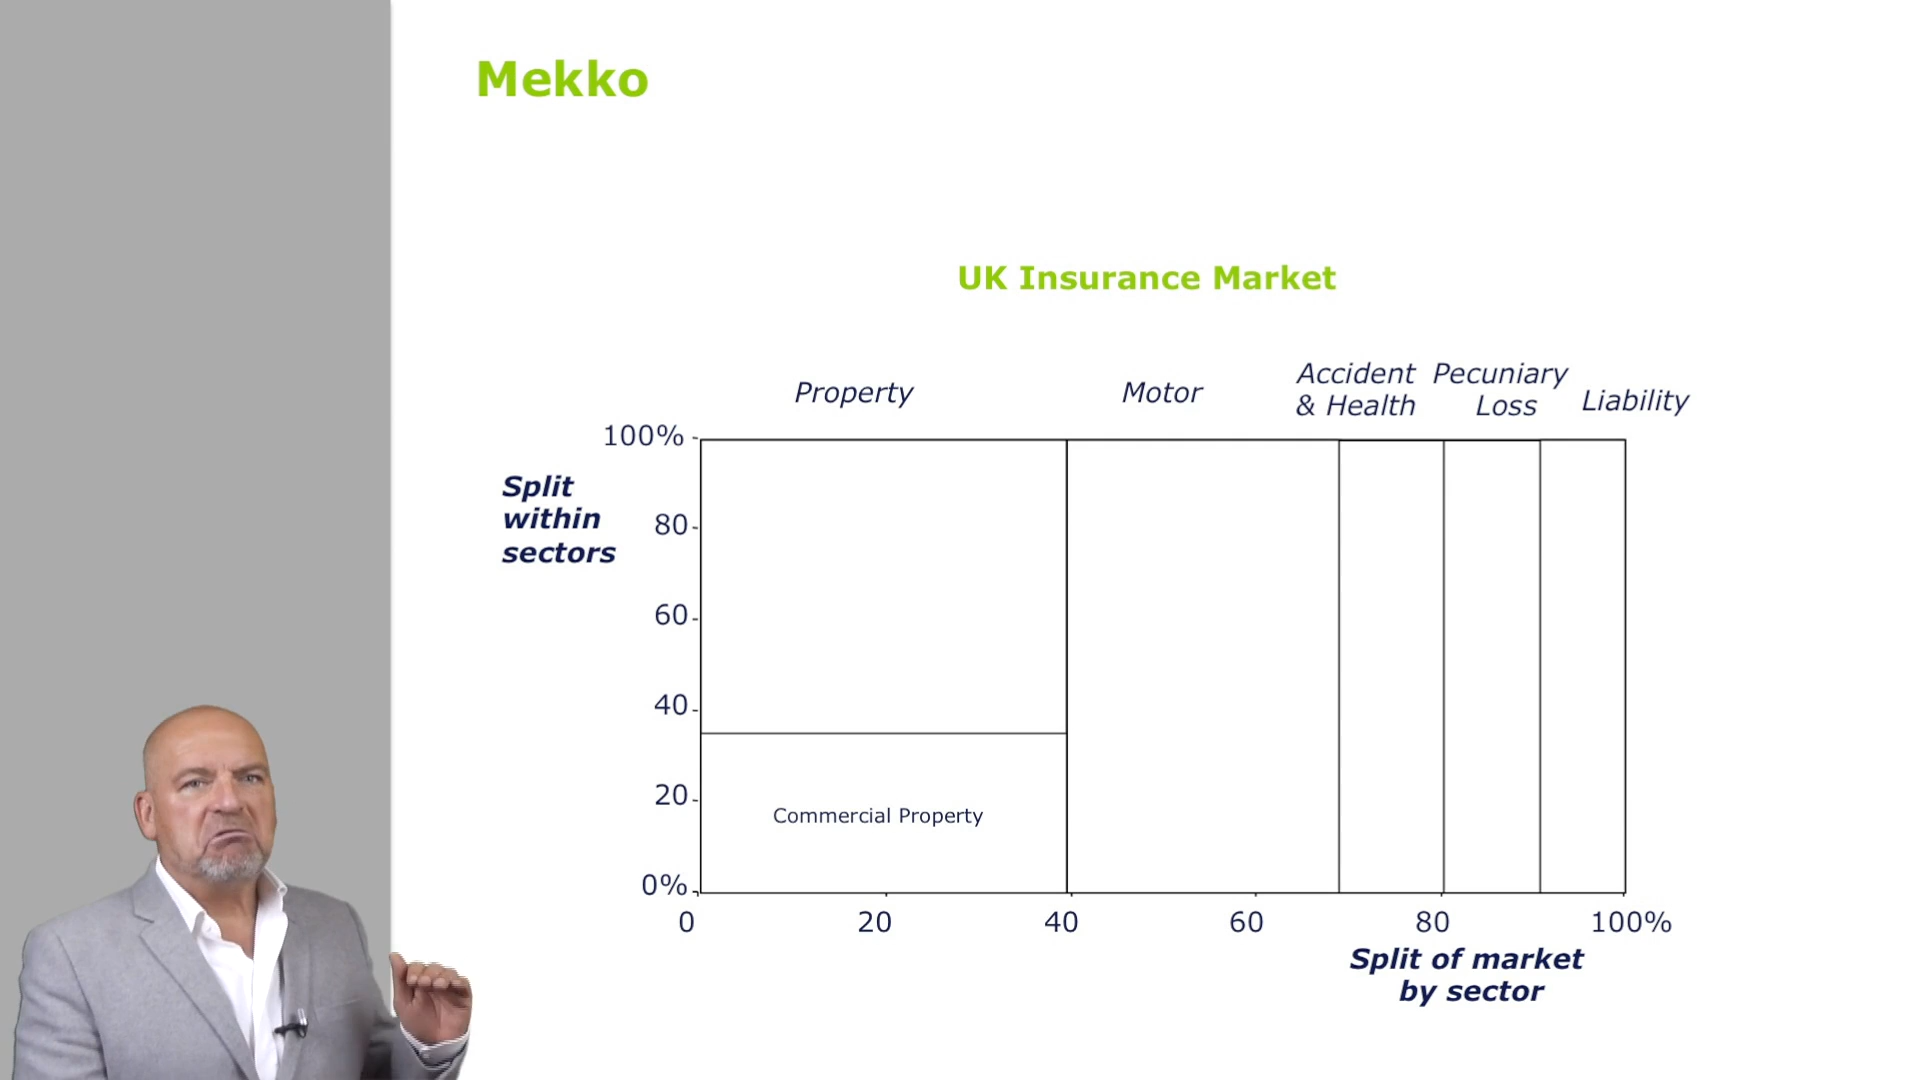 Mekko
UK Insurance Market
Property
Motor
Accident
& Health
Pecuniary
Loss
Liability
100%
Split
within
sectors
80
60
40
20
0%
Commercial Property
0
20
40
60
80
100%
Split of market
by sector